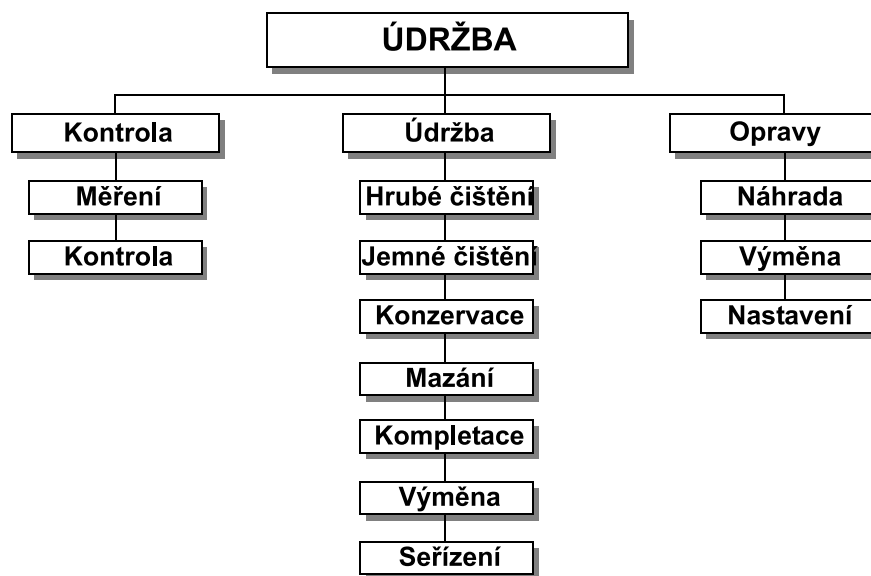 ÚDRŽBA
Kontrola
Měření
Kontrola
Údržba
Hrubé čištění
Jemné čištění
Konzervace
Mazání
Kompletace
Výměna
Seřízení
Opravy
Náhrada
Výměna
Nastavení